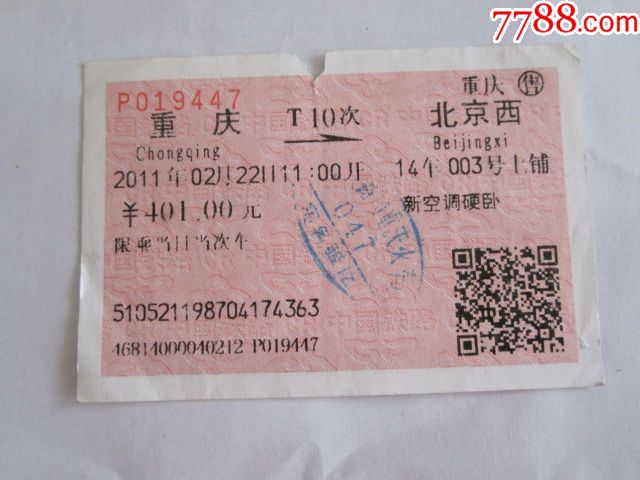 7788.com
P019447
重庆 售
重庆 T10次 北京西
Chongqing Beijingxi
2011年02月22日11:00开 14车 003号上铺
￥401.00元 新空调硬卧
限乘当日当次车
047
510521198704174363
46814000040212 P019447